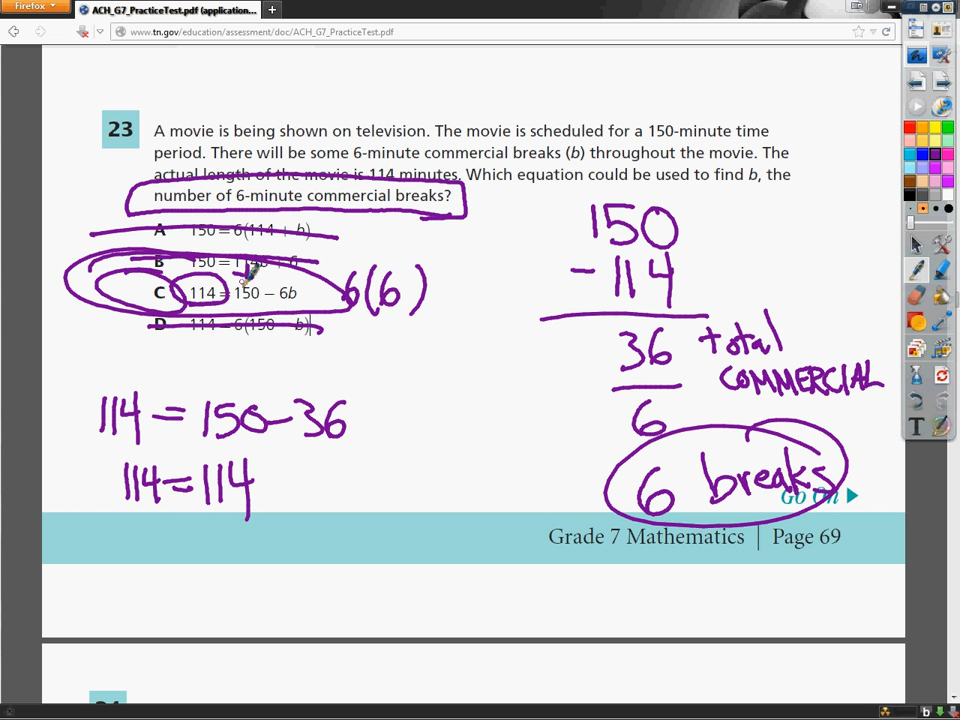 Firefox
ACH_G7_PracticeTest.pdf (application...
www.tn.gov/education/assessment/doc/ACH_G7_PracticeTest.pdf
23
A movie is being shown on television. The movie is scheduled for a 150-minute time
period. There will be some 6-minute commercial breaks (b) throughout the movie. The
actual length of the movie is 114 minutes. Which equation could be used to find b, the
number of 6-minute commercial breaks?
A 150 = 6(114 + b)
B 150 = 114b + 6
C 114 = 150 − 6b
6(6)
D 114 = 6(150 − b)
150
- 114
36 total
COMMERCIAL
6
6 breaks
114 = 150 - 36
114 = 114
Go On
Grade 7 Mathematics | Page 69
24